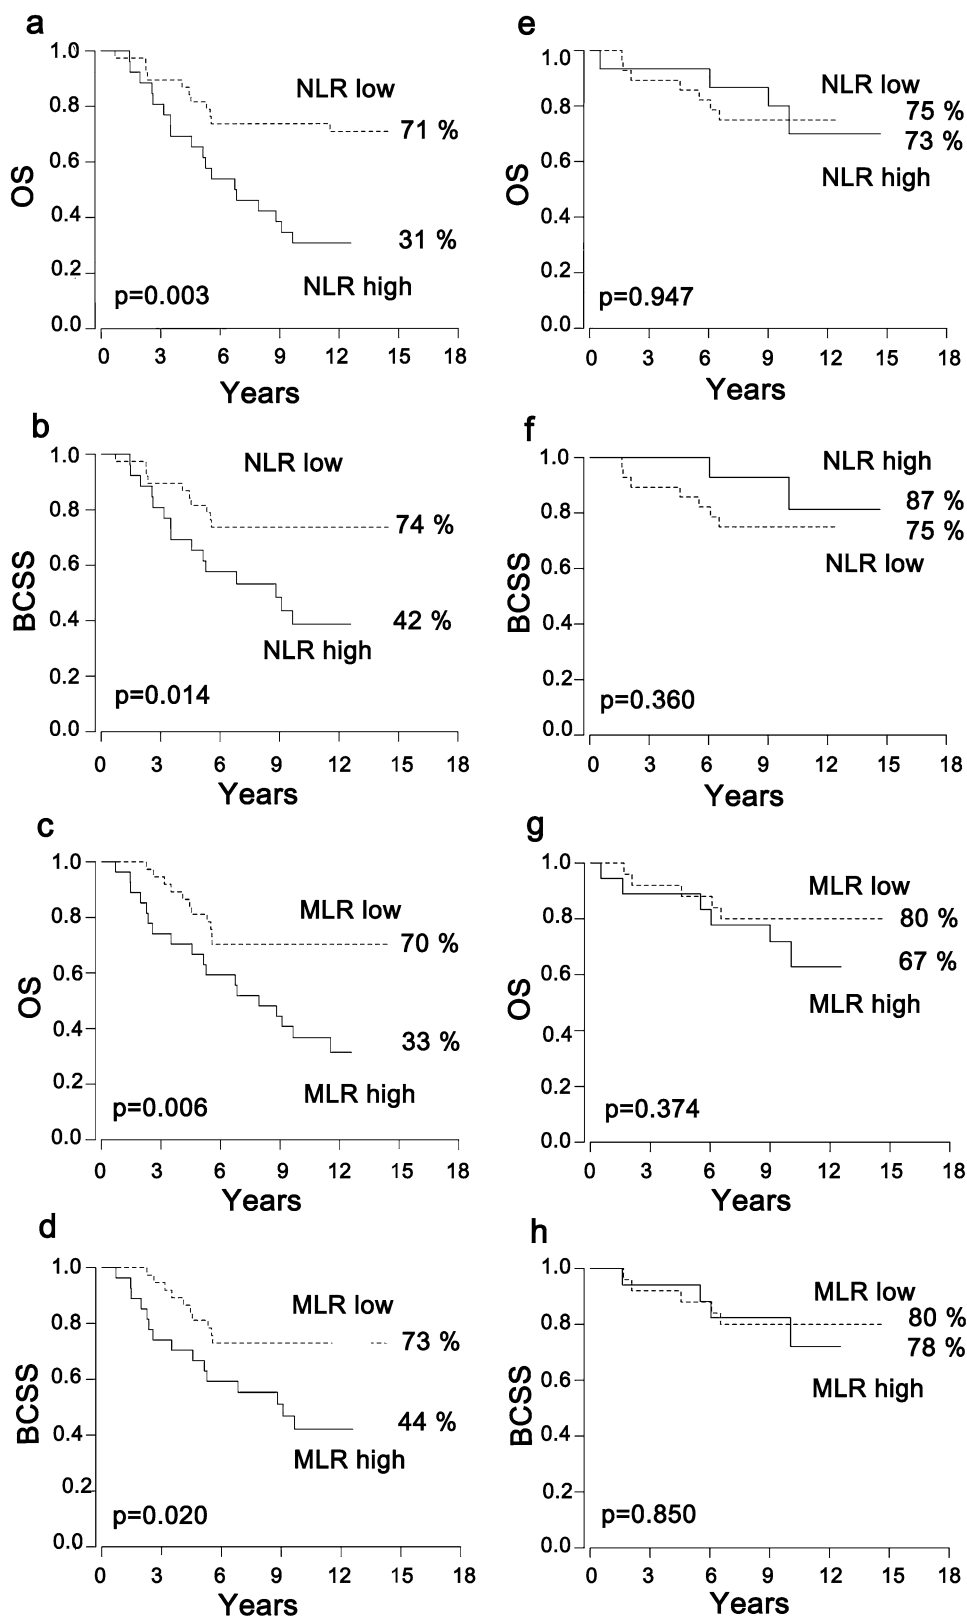 a
1.0
0.8
0.6
0.4
0.2
0.0
OS
NLR low
71 %
31 %
NLR high
p=0.003
0 3 6 9 12 15 18
Years
e
1.0
0.8
0.6
0.4
0.2
0.0
OS
NLR low
75 %
73 %
NLR high
p=0.947
0 3 6 9 12 15 18
Years
b
1.0
0.8
0.6
0.4
0.2
0.0
BCSS
NLR low
74 %
42 %
NLR high
p=0.014
0 3 6 9 12 15 18
Years
f
1.0
0.8
0.6
0.4
0.2
0.0
BCSS
NLR high
87 %
75 %
NLR low
p=0.360
0 3 6 9 12 15 18
Years
c
1.0
0.8
0.6
0.4
0.2
0.0
OS
MLR low
70 %
33 %
MLR high
p=0.006
0 3 6 9 12 15 18
Years
g
1.0
0.8
0.6
0.4
0.2
0.0
OS
MLR low
80 %
67 %
MLR high
p=0.374
0 3 6 9 12 15 18
Years
d
1.0
0.8
0.6
0.4
0.2
0.0
BCSS
MLR low
73 %
44 %
MLR high
p=0.020
0 3 6 9 12 15 18
Years
h
1.0
0.8
0.6
0.4
0.2
0.0
BCSS
MLR low
80 %
78 %
MLR high
p=0.850
0 3 6 9 12 15 18
Years